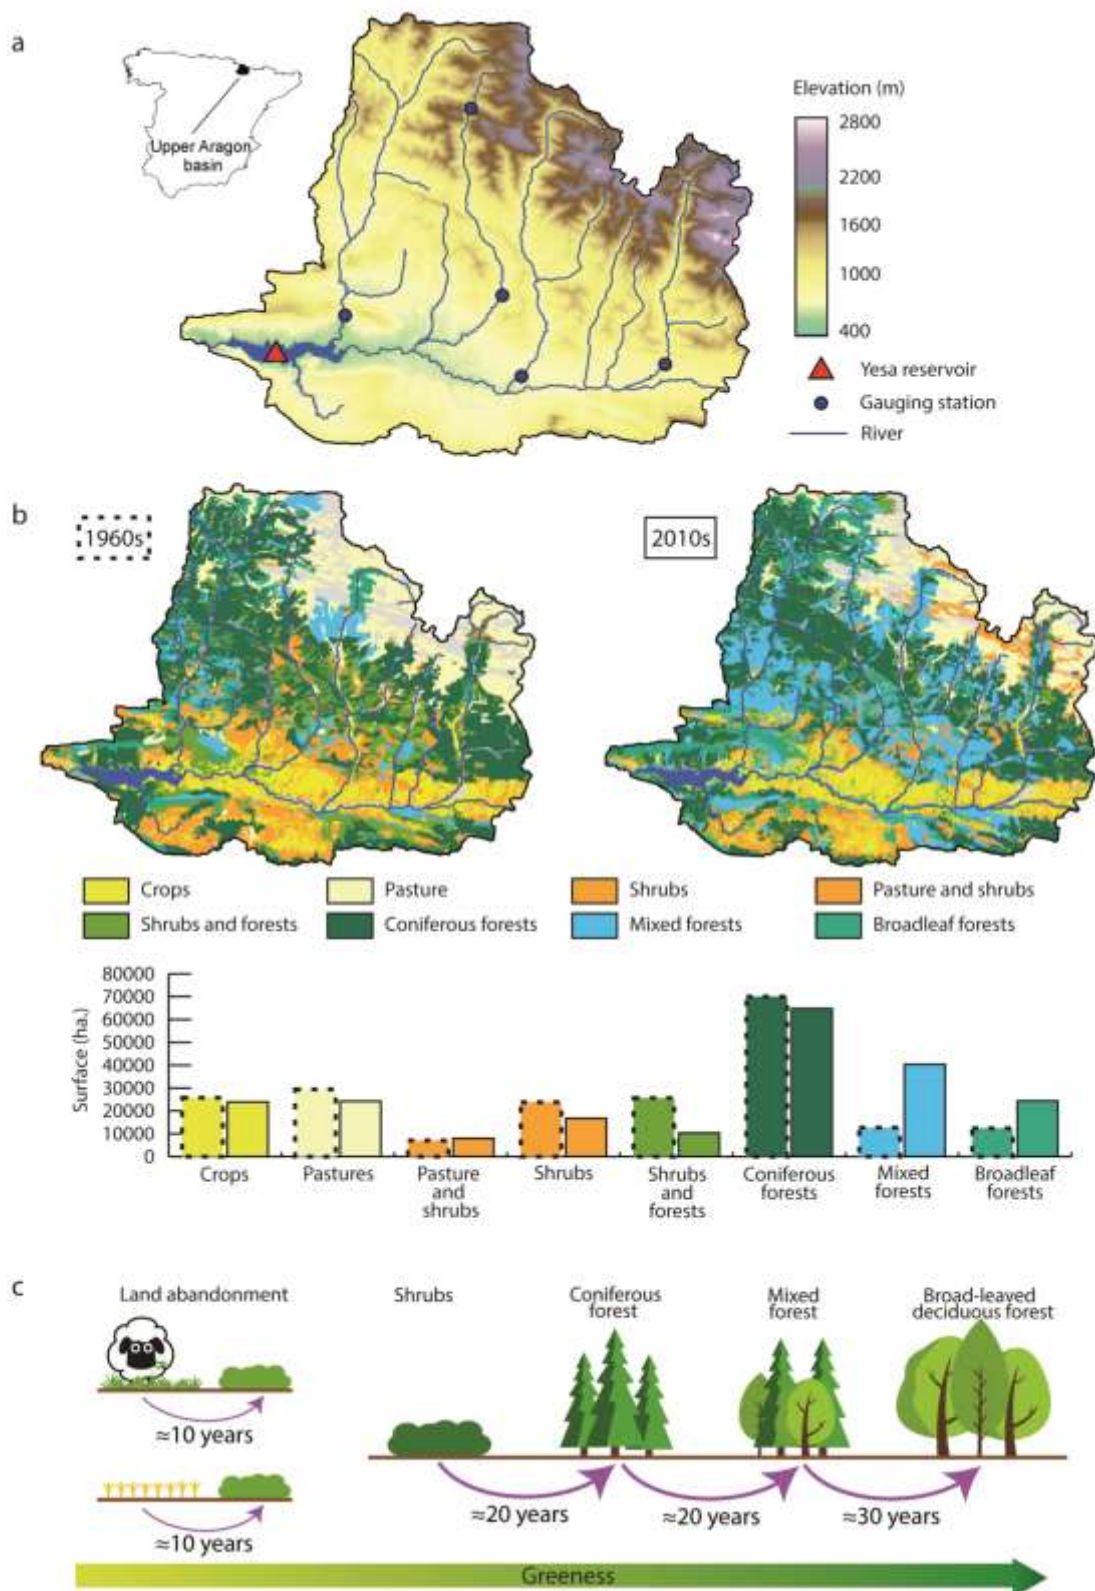 a
Upper Aragon
basin
Elevation (m)
2800
2200
1600
1000
400
Yesa reservoir
Gauging station
River
b
1960s
2010s
Crops
Pasture
Shrubs
Pasture and shrubs
Shrubs and forests
Coniferous forests
Mixed forests
Broadleaf forests
Surface (ha.)
80000
70000
60000
50000
40000
30000
20000
10000
0
Crops
Pastures
Pasture
and
shrubs
Shrubs
Shrubs
and
forests
Coniferous
forests
Mixed
forests
Broadleaf
forests
c
Land abandonment
Shrubs
Coniferous
forest
Mixed
forest
Broad-leaved
deciduous forest
≈10 years
≈10 years
≈20 years
≈20 years
≈30 years
Greeness